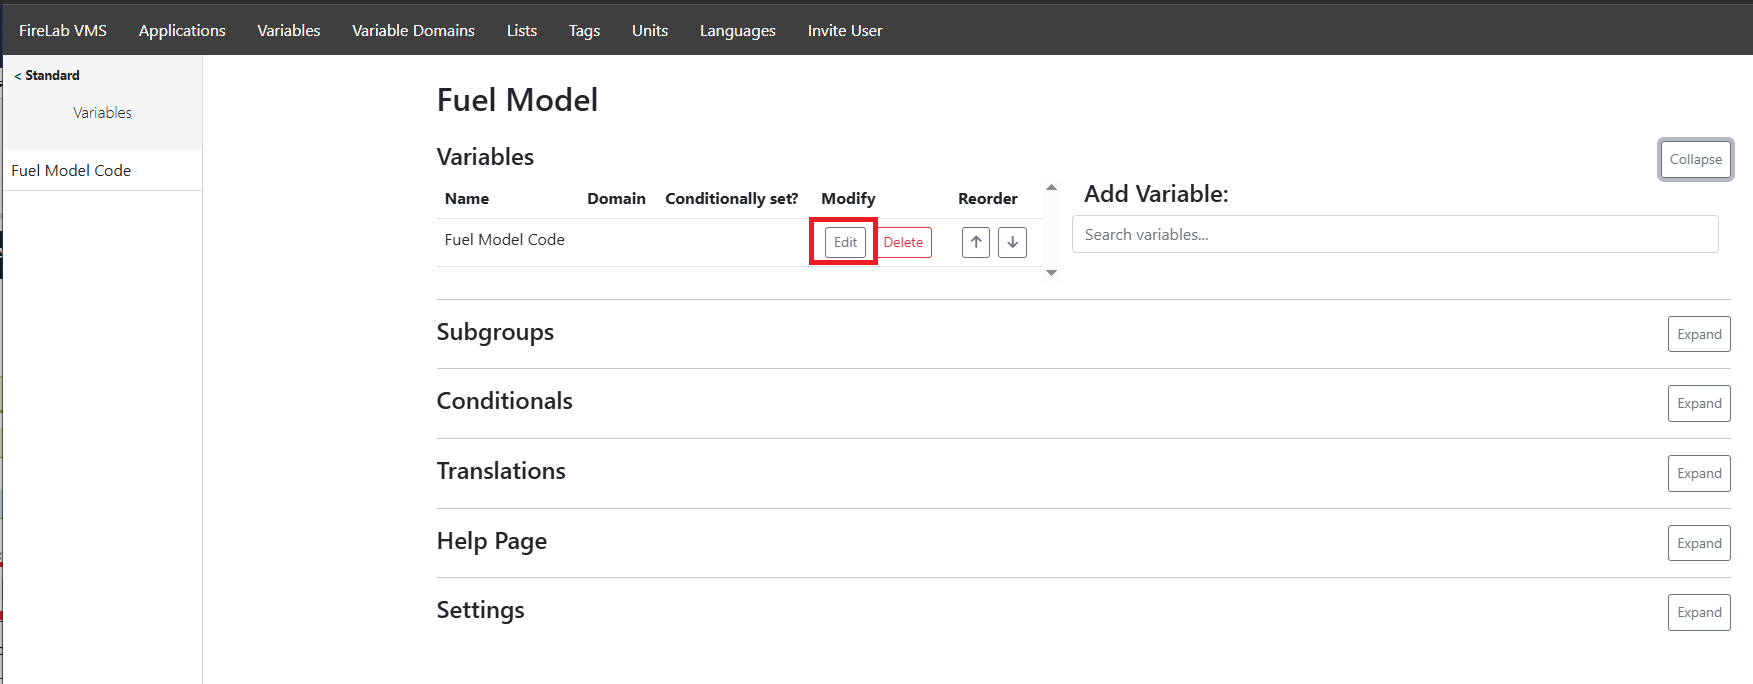 FireLab VMS Applications Variables Variable Domains Lists Tags Units Languages Invite User
< Standard
Variables
Fuel Model Code
Fuel Model
Variables
Collapse
Name Domain Conditionally set? Modify Reorder
Fuel Model Code Edit Delete ↑ ↓
Add Variable:
Search variables...
Subgroups Expand
Conditionals Expand
Translations Expand
Help Page Expand
Settings Expand